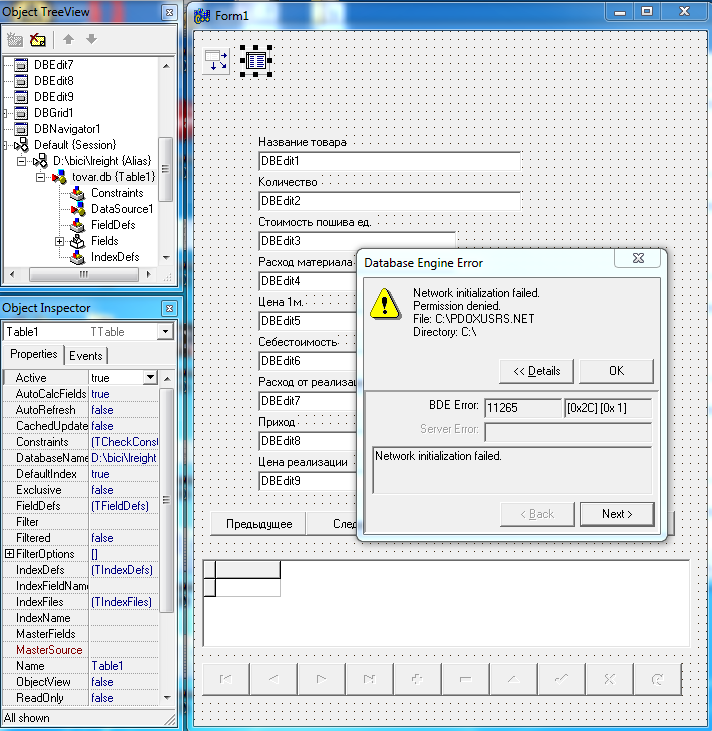 Object TreeView
DBEdit7
DBEdit8
DBEdit9
DBGrid1
DBNavigator1
Default {Session}
D:\bici\lreight {Alias}
tovar.db {Table1}
Constraints
DataSource1
FieldDefs
Fields
IndexDefs
Object Inspector
Table1 TTable
Properties Events
Active true
AutoCalcFields true
AutoRefresh false
CachedUpdate false
Constraints (TCheckConst
DatabaseName D:\bici\lreight
DefaultIndex true
Exclusive false
FieldDefs (TFieldDefs)
Filter
Filtered false
FilterOptions []
IndexDefs (TIndexDefs)
IndexFieldName
IndexFiles (TIndexFiles)
IndexName
MasterFields
MasterSource
Name Table1
ObjectView false
ReadOnly false
All shown
Form1
Название товара
DBEdit1
Количество
DBEdit2
Стоимость пошива ед.
DBEdit3
Расход материала
DBEdit4
Цена 1м.
DBEdit5
Себестоимость
DBEdit6
Расход от реализа
DBEdit7
Приход
DBEdit8
Цена реализации
DBEdit9
Предыдущее Сле
Database Engine Error
Network initialization failed.
Permission denied.
File: C:\PDOXUSRS.NET
Directory: C:\
<< Details OK
BDE Error: 11265 [0x2C] [0x 1]
Server Error:
Network initialization failed.
< Back Next >